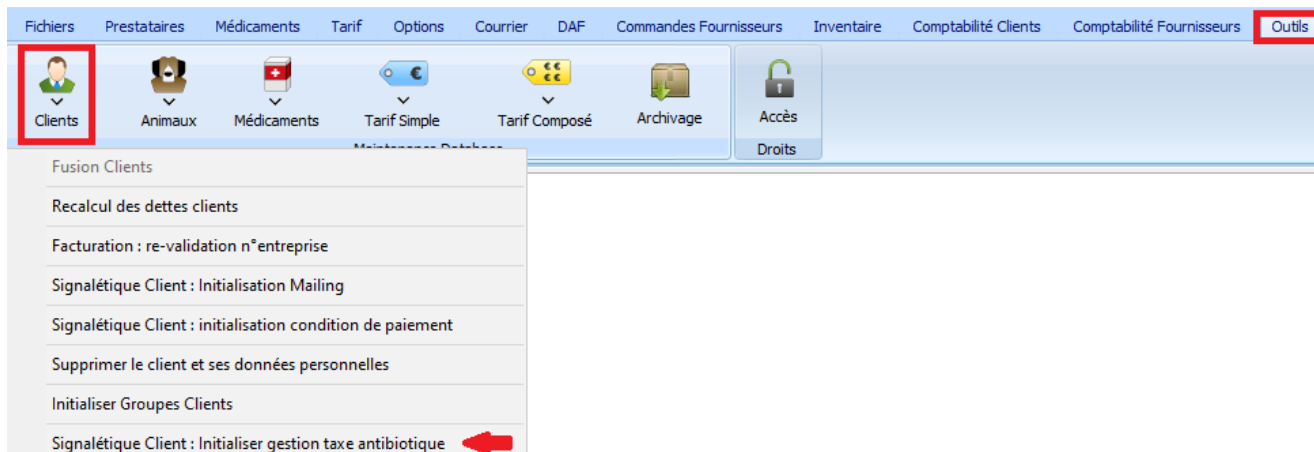 Fichiers Prestataires Médicaments Tarif Options Courrier DAF Commandes Fournisseurs Inventaire Comptabilité Clients Comptabilité Fournisseurs Outils
Clients Animaux Médicaments Tarif Simple Tarif Composé Archivage Accès
Maintenance Database Droits
Fusion Clients
Recalcul des dettes clients
Facturation : re-validation n°entreprise
Signalétique Client : Initialisation Mailing
Signalétique Client : initialisation condition de paiement
Supprimer le client et ses données personnelles
Initialiser Groupes Clients
Signalétique Client : Initialiser gestion taxe antibiotique